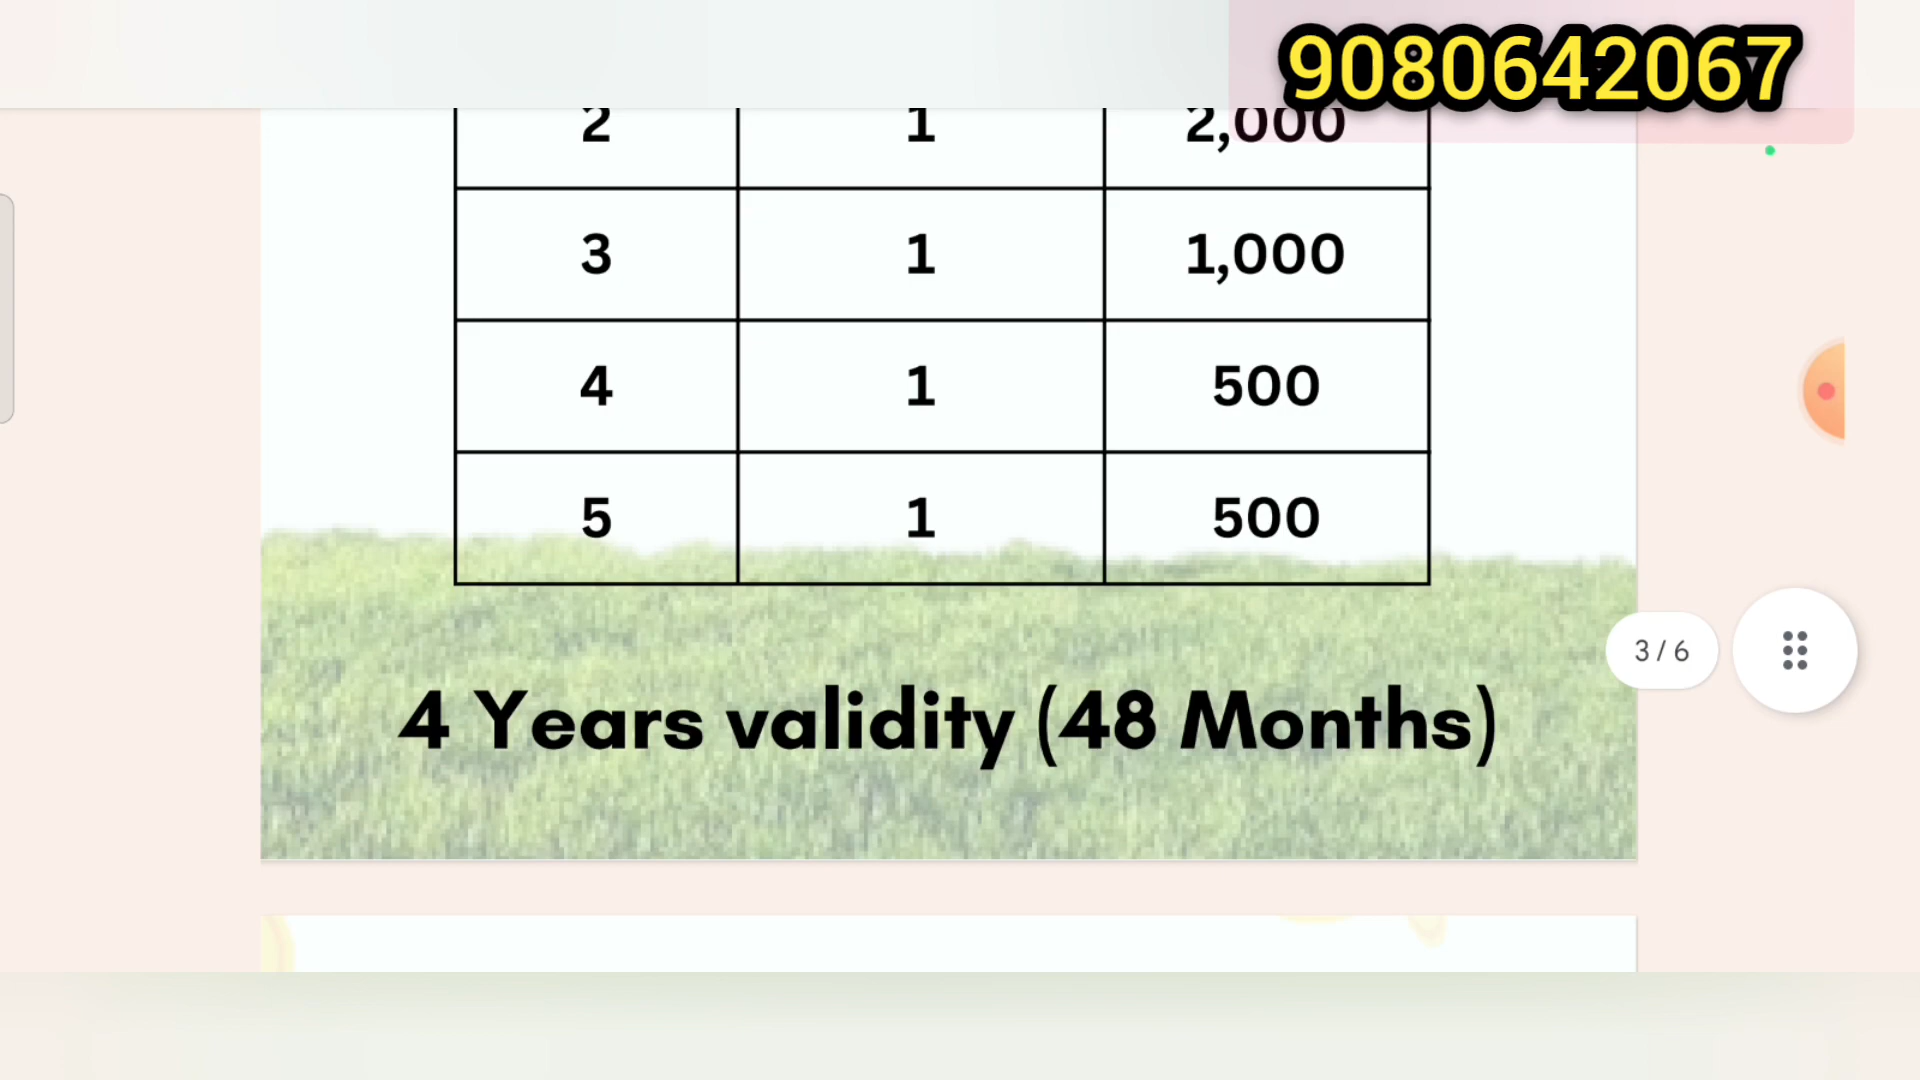 9080642067
2 1 2,000
3 1 1,000
4 1 500
5 1 500
3 / 6
4 Years validity (48 Months)